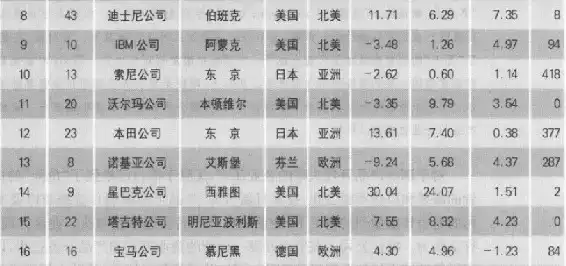 8 43 迪士尼公司 伯班克 美国 北美 11.71 6.29 7.35 8
9 10 IBM公司 阿蒙克 美国 北美 -3.48 1.26 4.97 94
10 13 索尼公司 东 京 日本 亚洲 -2.62 0.60 1.14 418
11 20 沃尔玛公司 本顿维尔 美国 北美 -3.35 9.79 3.54 0
12 23 本田公司 东 京 日本 亚洲 13.61 7.40 0.38 377
13 8 诺基亚公司 艾斯堡 芬兰 欧洲 -9.24 5.68 4.37 287
14 9 星巴克公司 西雅图 美国 北美 30.04 24.07 1.51 2
15 22 塔吉特公司 明尼亚波利斯 美国 北美 -7.55 8.32 4.23 0
16 16 宝马公司 慕尼黑 德国 欧洲 4.30 4.96 -1.23 84